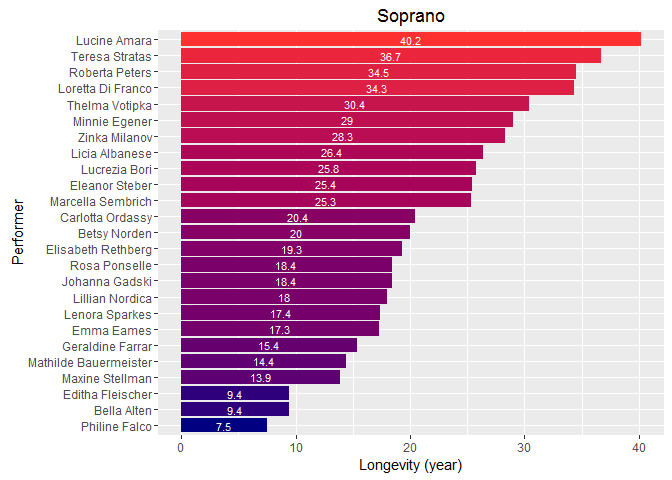 Soprano
Performer
Lucine Amara 40.2
Teresa Stratas 36.7
Roberta Peters 34.5
Loretta Di Franco 34.3
Thelma Votipka 30.4
Minnie Egener 29
Zinka Milanov 28.3
Licia Albanese 26.4
Lucrezia Bori 25.8
Eleanor Steber 25.4
Marcella Sembrich 25.3
Carlotta Ordassy 20.4
Betsy Norden 20
Elisabeth Rethberg 19.3
Rosa Ponselle 18.4
Johanna Gadski 18.4
Lillian Nordica 18
Lenora Sparkes 17.4
Emma Eames 17.3
Geraldine Farrar 15.4
Mathilde Bauermeister 14.4
Maxine Stellman 13.9
Editha Fleischer 9.4
Bella Alten 9.4
Philine Falco 7.5
0 10 20 30 40
Longevity (year)